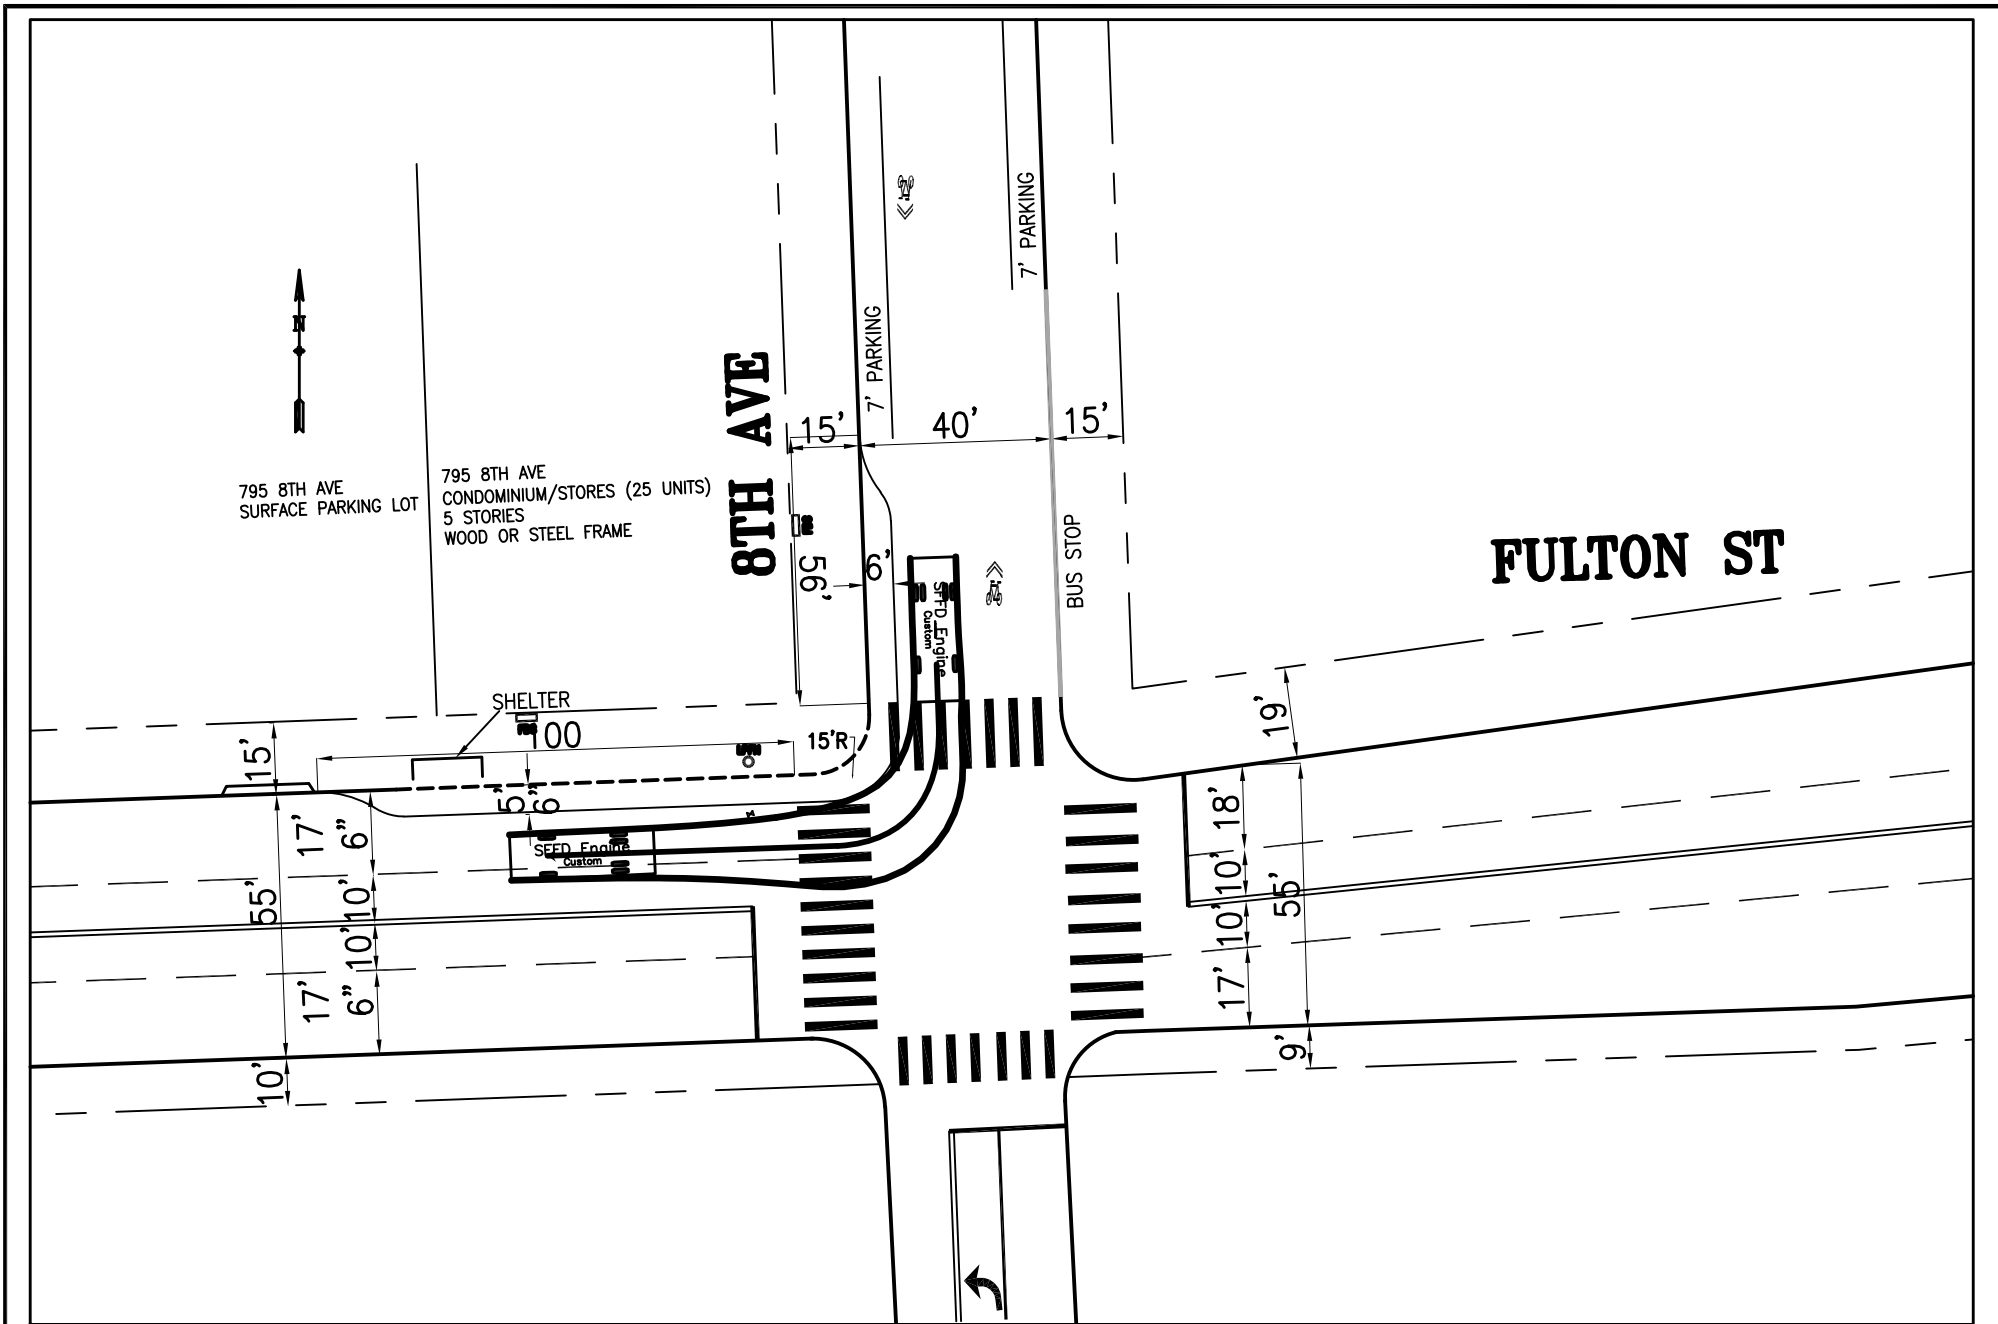 N
795 8TH AVE
SURFACE PARKING LOT
795 8TH AVE
CONDOMINIUM/STORES (25 UNITS)
5 STORIES
WOOD OR STEEL FRAME
8TH AVE
7' PARKING
7' PARKING
15'
40'
15'
56'
6'
BUS STOP
SFFD Engine
Custom
FULTON ST
SHELTER
100
15'R
15'
5'
6"
17'
6"
55'
10'
10'
17'
6"
10'
SFFD Engine
Custom
19'
18'
10'
55'
10'
17'
9'